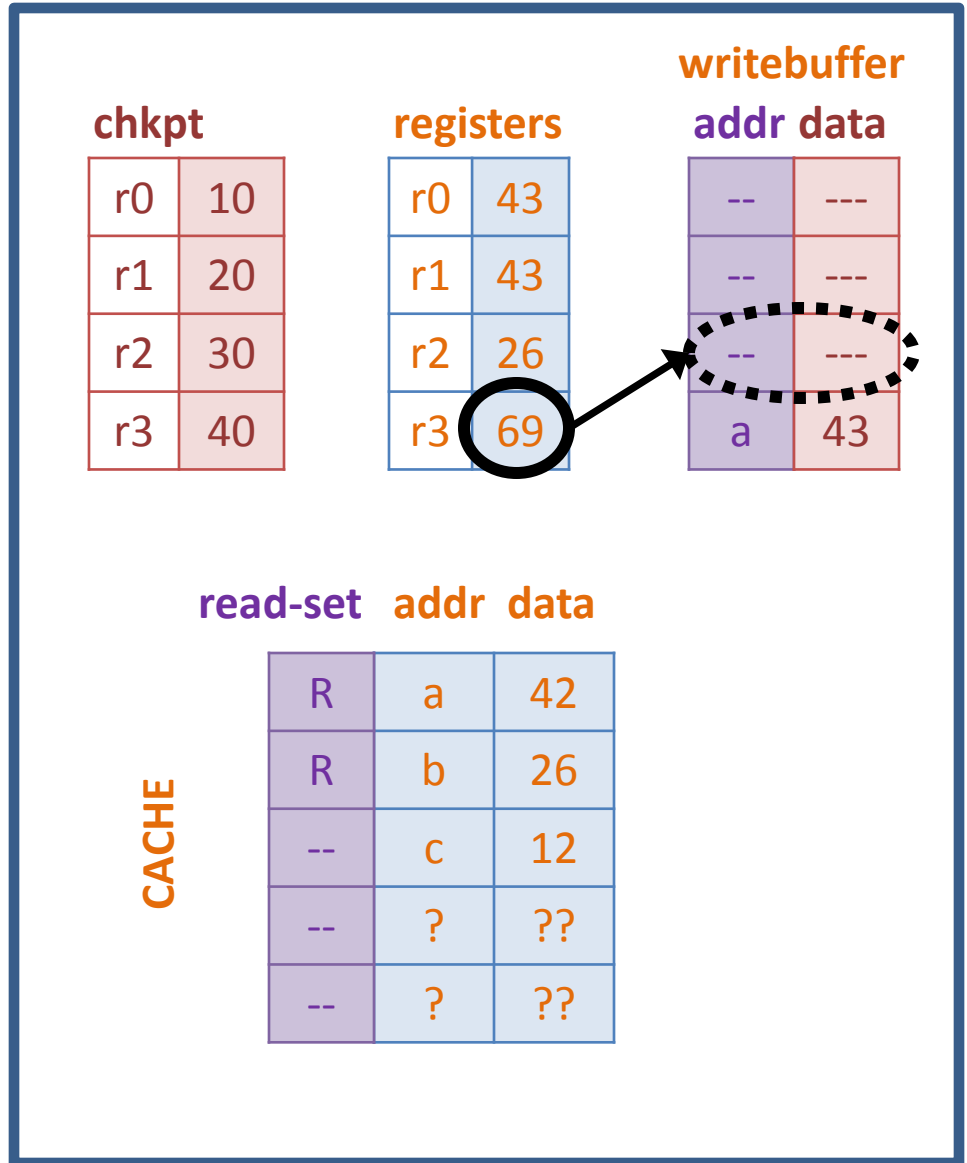 writebuffer
chkpt registers addr data
r0 10 r0 43 -- ---
r1 20 r1 43 -- ---
r2 30 r2 26 -- ---
r3 40 r3 69 a 43
read-set addr data
R a 42
R b 26
-- c 12
-- ? ??
-- ? ??
CACHE